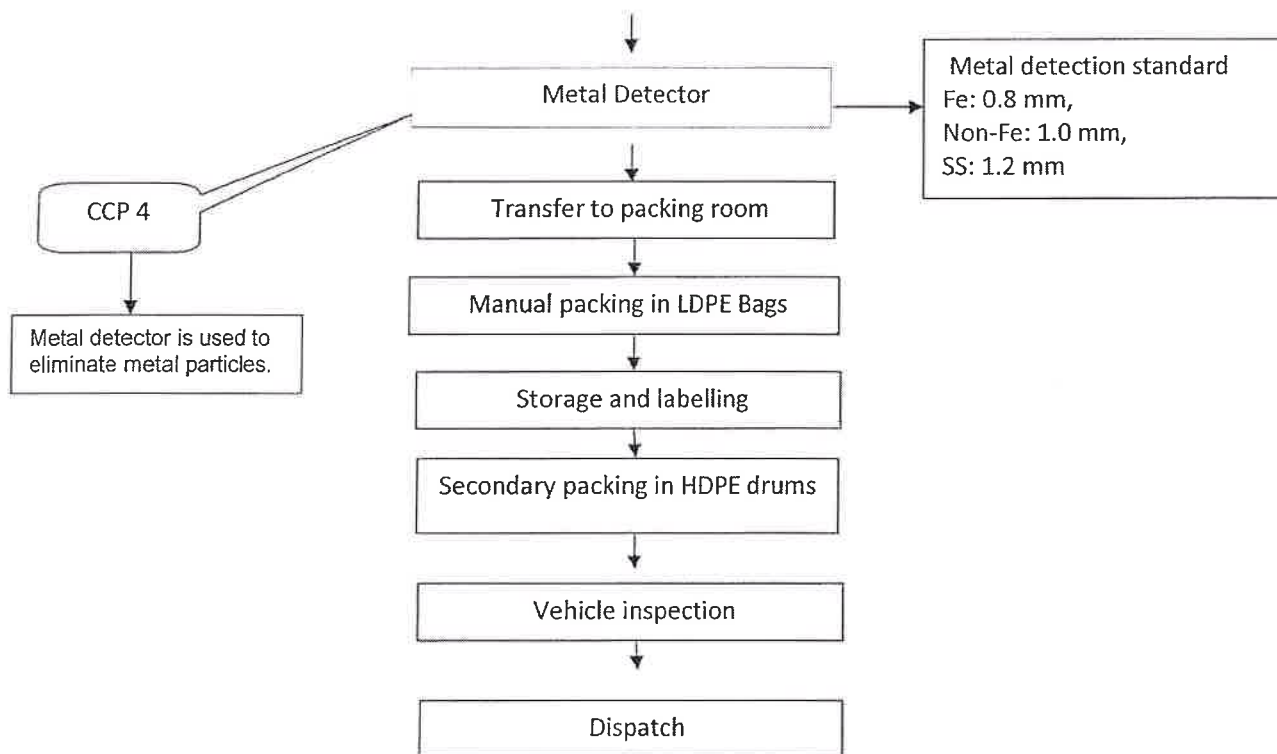 Metal Detector
Metal detection standard
Fe: 0.8 mm,
Non-Fe: 1.0 mm,
SS: 1.2 mm
CCP 4
Metal detector is used to
eliminate metal particles.
Transfer to packing room
Manual packing in LDPE Bags
Storage and labelling
Secondary packing in HDPE drums
Vehicle inspection
Dispatch